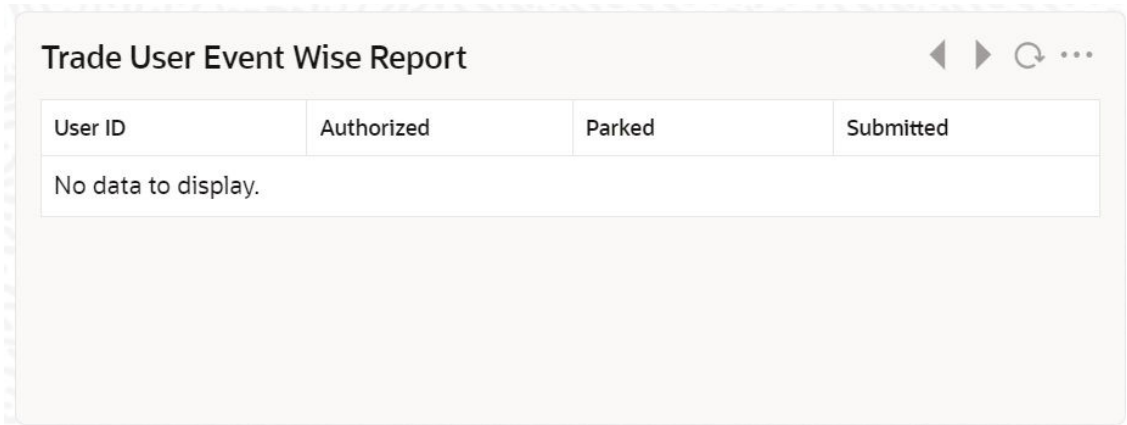 Trade User Event Wise Report
User ID Authorized Parked Submitted
No data to display.